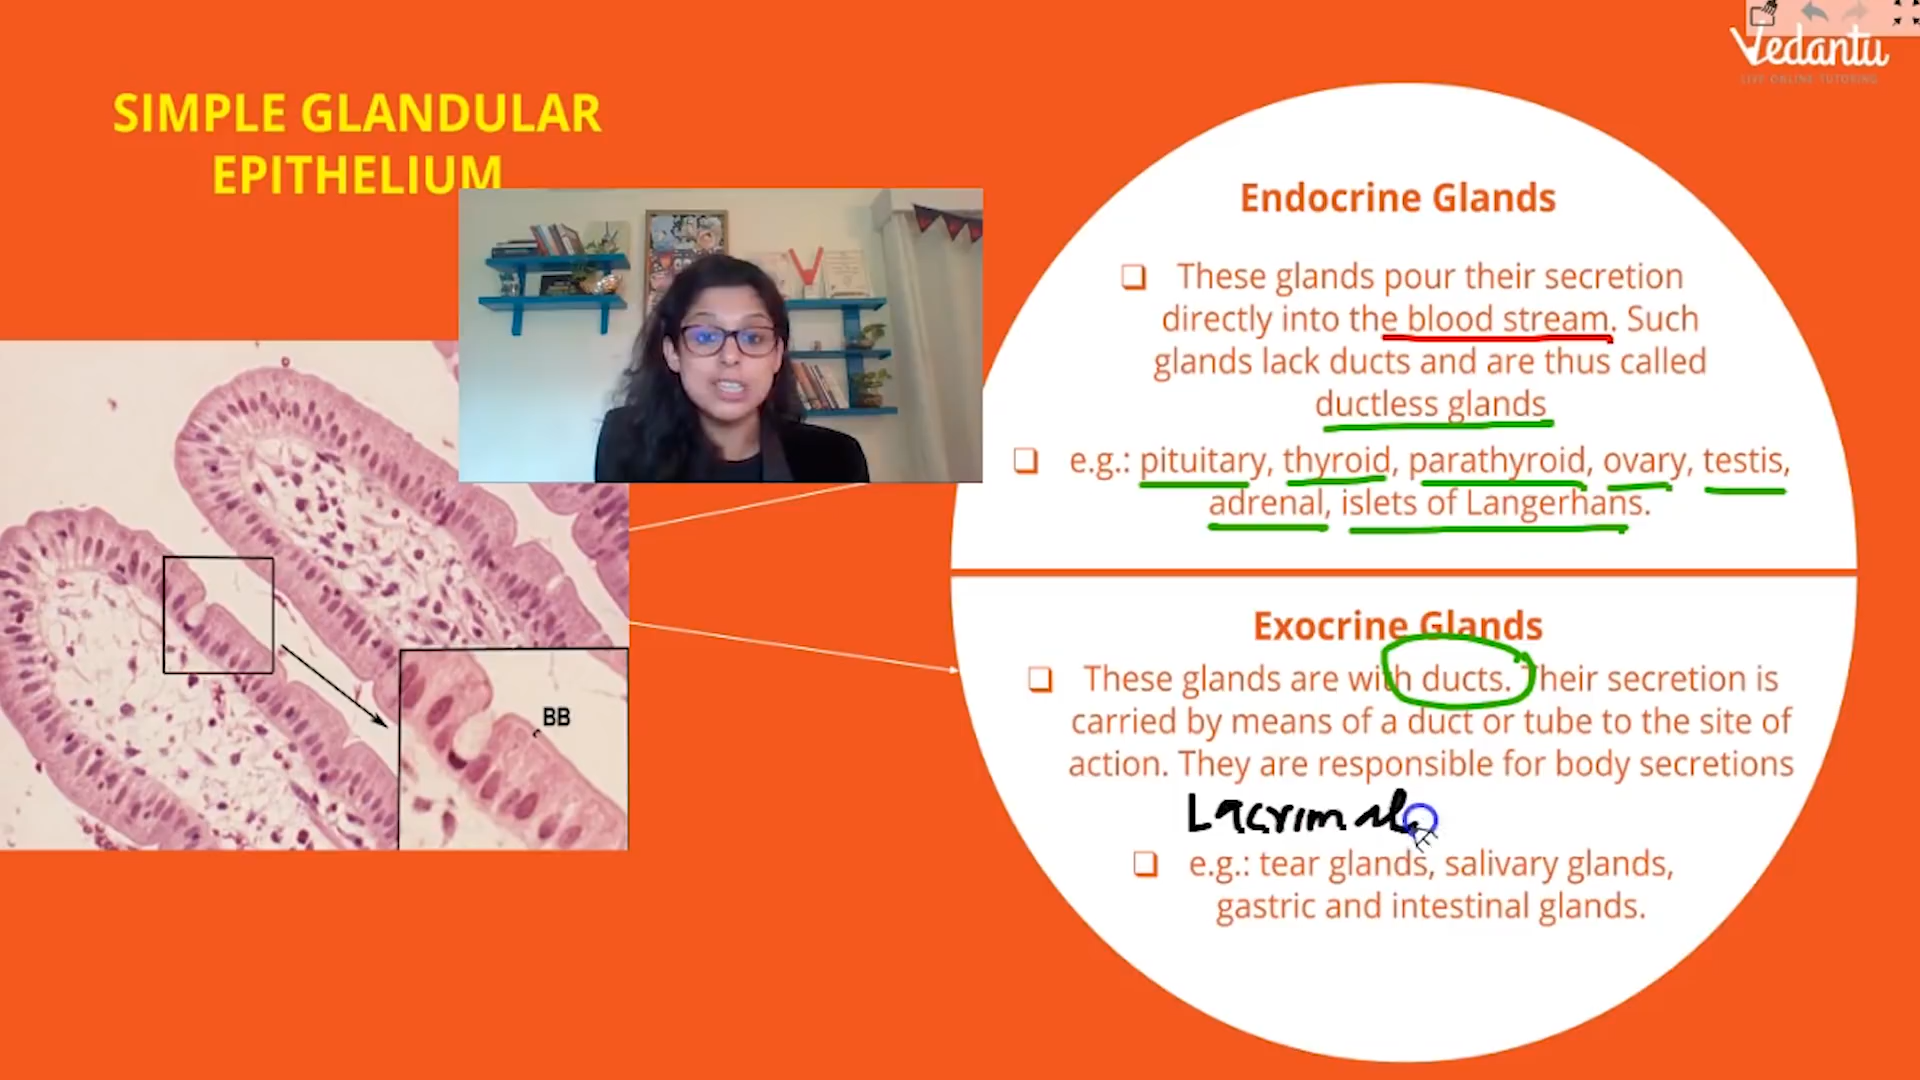 Vedantu
LIVE ONLINE TUTORING
SIMPLE GLANDULAR
EPITHELIUM
BB
Endocrine Glands
❑ These glands pour their secretion
directly into the blood stream. Such
glands lack ducts and are thus called
ductless glands
❑ e.g.: pituitary, thyroid, parathyroid, ovary, testis,
adrenal, islets of Langerhans.
Exocrine Glands
❑ These glands are with ducts. Their secretion is
carried by means of a duct or tube to the site of
action. They are responsible for body secretions
Lacrimal
❑ e.g.: tear glands, salivary glands,
gastric and intestinal glands.